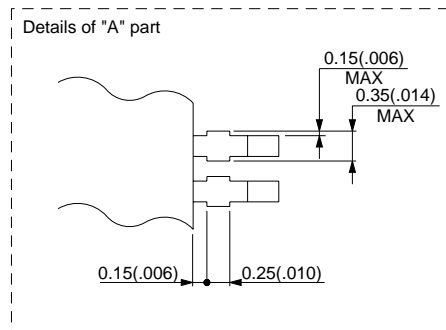 Details of "A" part
0.15(.006)
MAX
0.35(.014)
MAX
0.15(.006)
0.25(.010)